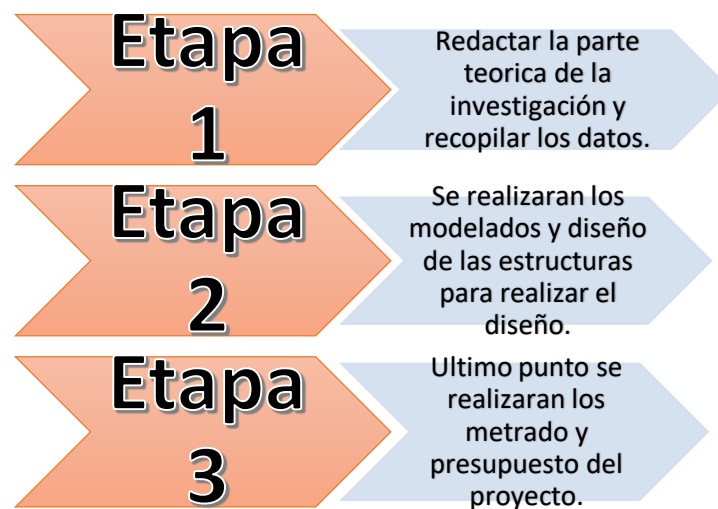 Etapa
1
Redactar la parte
teorica de la
investigación y
recopilar los datos.
Etapa
2
Se realizaran los
modelados y diseño
de las estructuras
para realizar el
diseño.
Etapa
3
Ultimo punto se
realizaran los
metrado y
presupuesto del
proyecto.